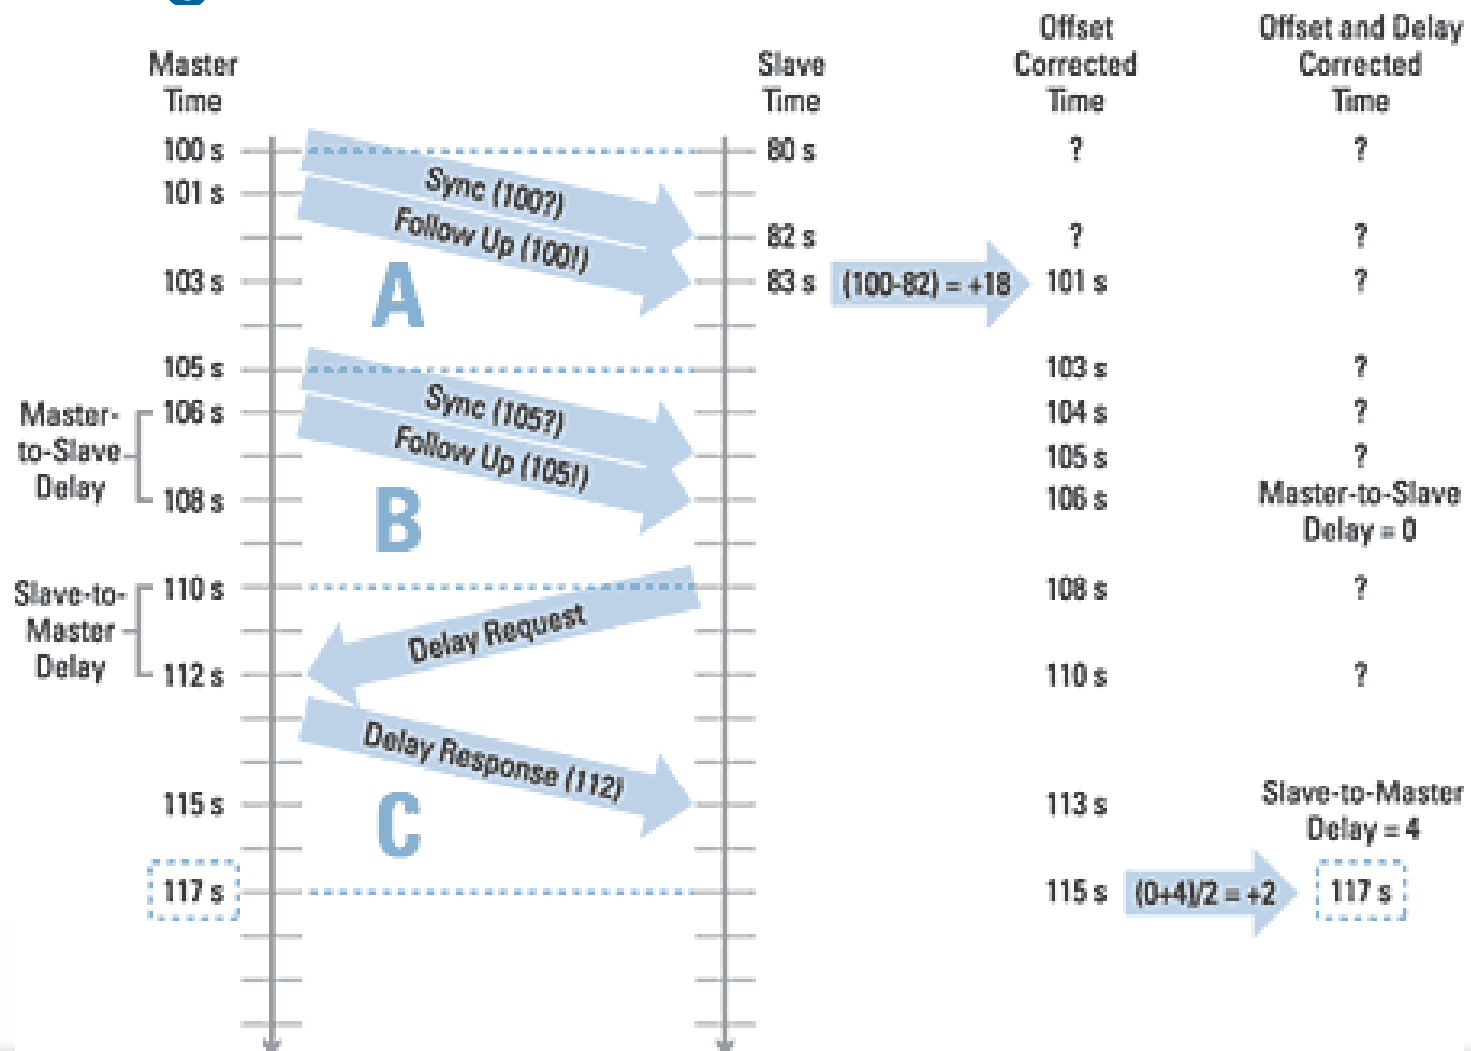 Master
Time
Slave
Time
Offset
Corrected
Time
Offset and Delay
Corrected
Time
100 s
80 s
?
?
Sync (100?)
101 s
Follow Up (100!)
82 s
?
?
A
103 s
83 s
(100-82) = +18
101 s
?
105 s
103 s
?
Sync (105?)
Master-
to-Slave
Delay
106 s
104 s
?
Follow Up (105!)
105 s
?
B
108 s
106 s
Master-to-Slave
Delay = 0
Slave-to-
Master
Delay
110 s
108 s
?
Delay Request
112 s
110 s
?
Delay Response (112)
C
115 s
113 s
Slave-to-Master
Delay = 4
117 s
115 s
(0+4)/2 = +2
117 s